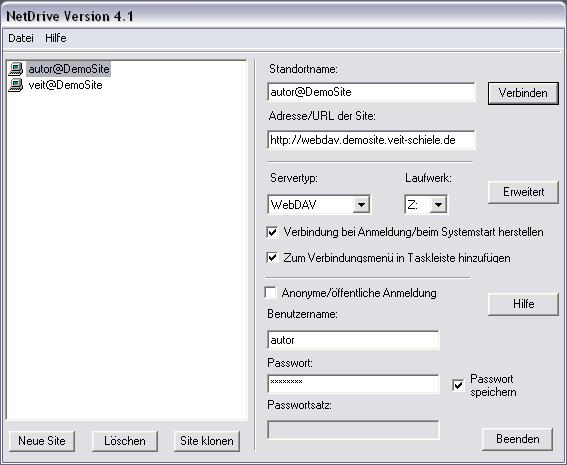 NetDrive Version 4.1
Datei Hilfe
autor@DemoSite
veit@DemoSite
Neue Site
Löschen
Site klonen
Standortname:
autor@DemoSite
Verbinden
Adresse/URL der Site:
http://webdav.demosite.veit-schiele.de
Servertyp:
Laufwerk:
WebDAV
Z:
Erweitert
Verbindung bei Anmeldung/beim Systemstart herstellen
Zum Verbindungsmenü in Taskleiste hinzufügen
Anonyme/öffentliche Anmeldung
Hilfe
Benutzername:
autor
Passwort:
××××××××
Passwort
speichern
Passwortsatz:
Beenden